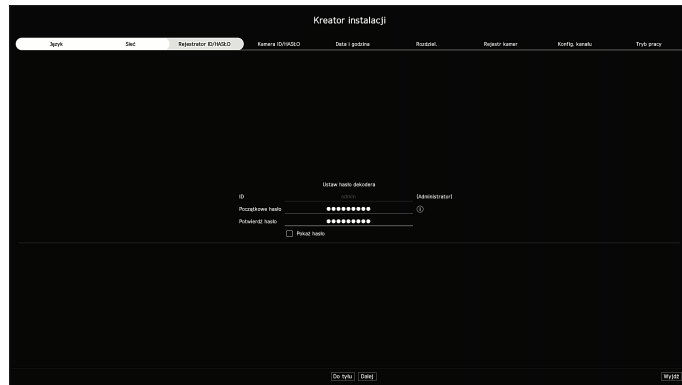 Kreator instalacji
Język Sieć Rejestrator ID/HASŁO Kamera ID/HASŁO Data i godzina Rozdziel. Rejestr kamer Konfig. kanału Tryb pracy
Ustaw hasło dekodera
ID admin (Administrator)
Początkowe hasło
Potwierdź hasło
Pokaż hasło
Do tyłu Dalej Wyjdź